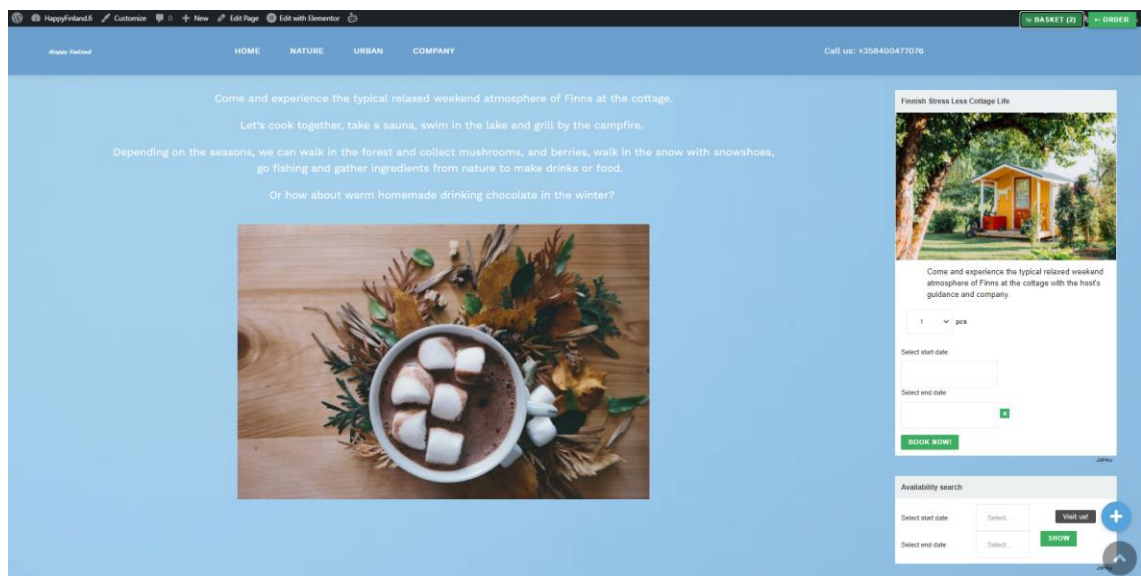 HappyFinland.fi Customize 0 + New Edit Page Edit with Elementor BASKET (2) ORDER
Happy Finland HOME NATURE URBAN COMPANY Call us: +358400477076
Come and experience the typical relaxed weekend atmosphere of Finns at the cottage.
Let's cook together, take a sauna, swim in the lake and grill by the campfire.
Depending on the seasons, we can walk in the forest and collect mushrooms, and berries, walk in the snow with snowshoes,
go fishing and gather ingredients from nature to make drinks or food.
Or how about warm homemade drinking chocolate in the winter?
Finnish Stress Less Cottage Life
Come and experience the typical relaxed weekend
atmosphere of Finns at the cottage with the host's
guidance and company.
1 pcs
Select start date
Select end date
BOOK NOW!
Availability search
Select start date Select... Visit us!
Select end date Select... SHOW